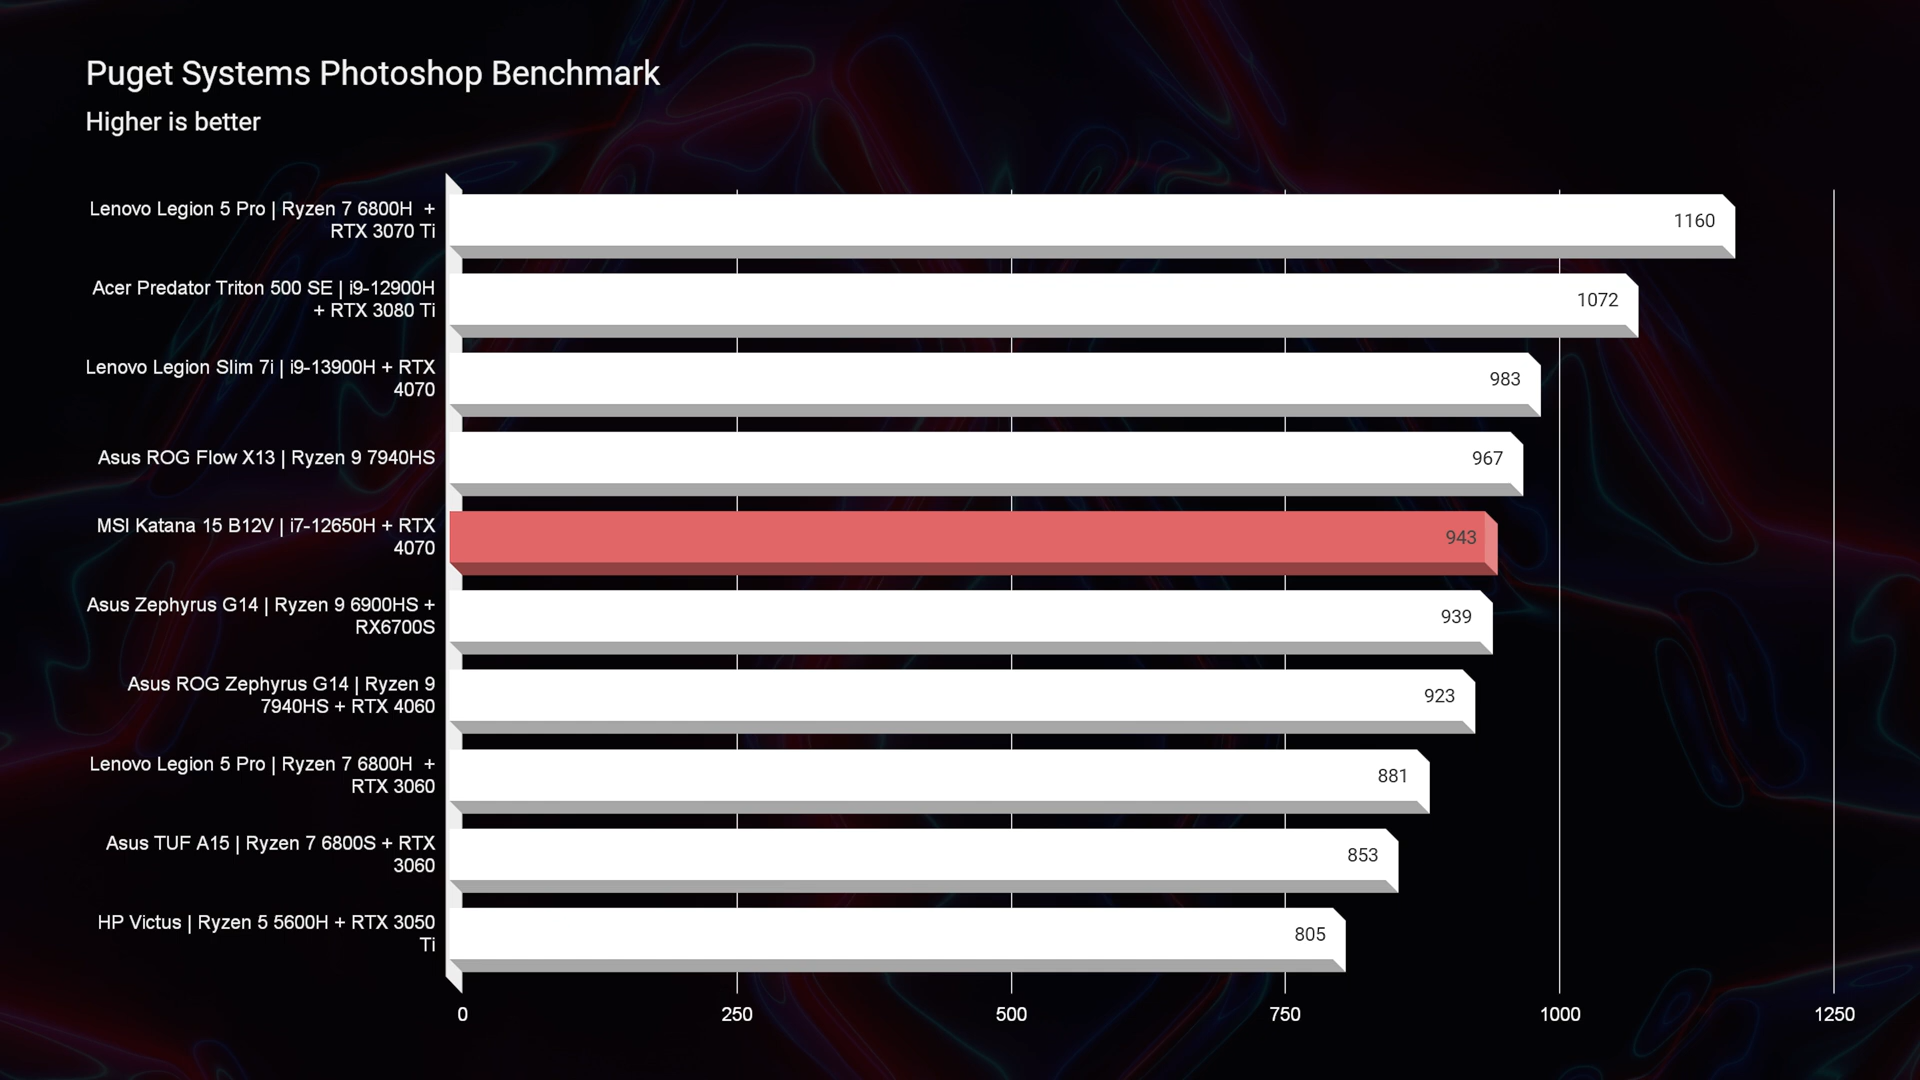 Puget Systems Photoshop Benchmark
Higher is better
Lenovo Legion 5 Pro | Ryzen 7 6800H +
RTX 3070 Ti
1160
Acer Predator Triton 500 SE | i9-12900H
+ RTX 3080 Ti
1072
Lenovo Legion Slim 7i | i9-13900H + RTX
4070
983
Asus ROG Flow X13 | Ryzen 9 7940HS
967
MSI Katana 15 B12V | i7-12650H + RTX
4070
943
Asus Zephyrus G14 | Ryzen 9 6900HS +
RX6700S
939
Asus ROG Zephyrus G14 | Ryzen 9
7940HS + RTX 4060
923
Lenovo Legion 5 Pro | Ryzen 7 6800H +
RTX 3060
881
Asus TUF A15 | Ryzen 7 6800S + RTX
3060
853
HP Victus | Ryzen 5 5600H + RTX 3050
Ti
805
0 250 500 750 1000 1250